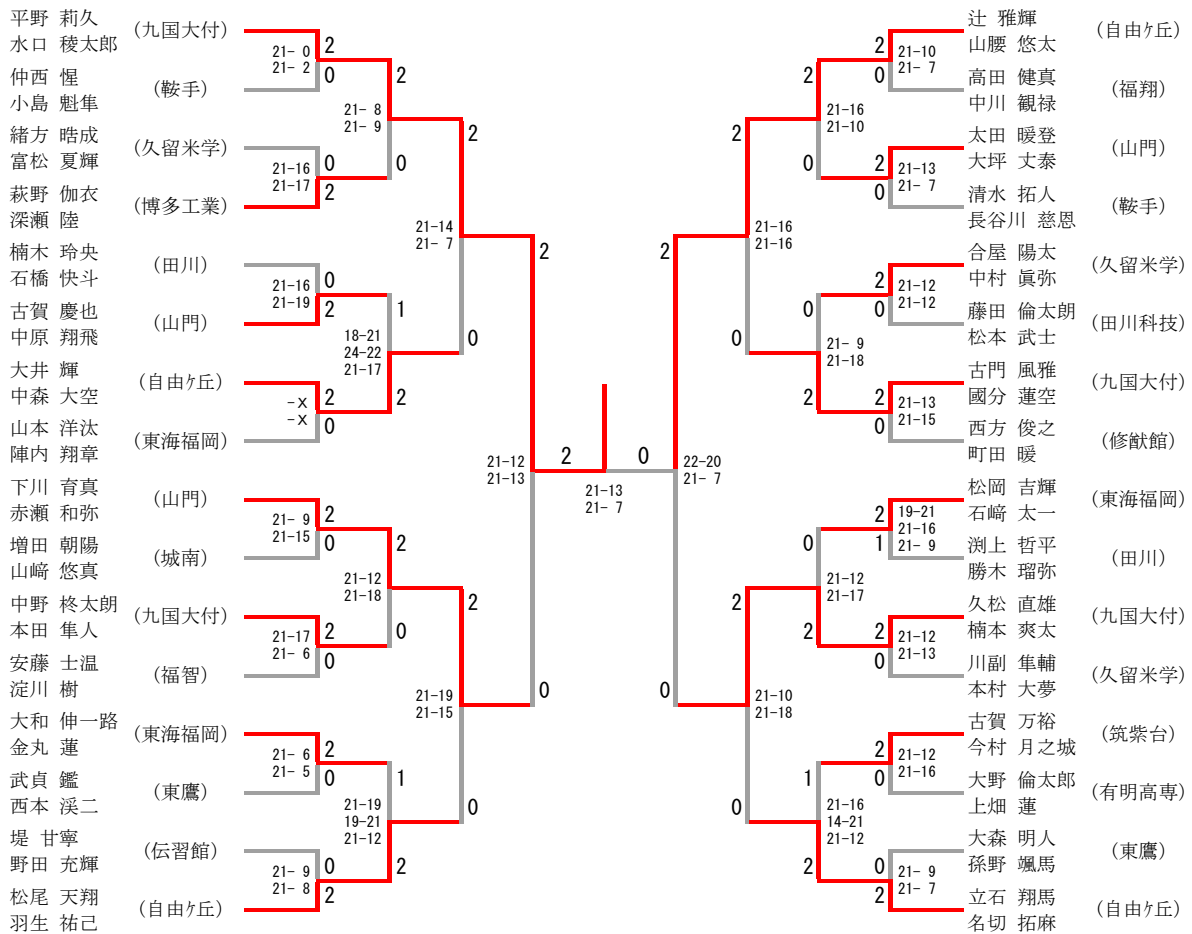 平野 莉久
水口 稜太郎
(九国大付)
仲西 惺
小島 魁隼
(鞍手)
緒方 晧成
富松 夏輝
(久留米学)
萩野 伽衣
深瀬 陸
(博多工業)
楠木 玲央
石橋 快斗
(田川)
古賀 慶也
中原 翔飛
(山門)
大井 輝
中森 大空
(自由ケ丘)
山本 洋汰
陣内 翔章
(東海福岡)
下川 育真
赤瀬 和弥
(山門)
増田 朝陽
山﨑 悠真
(城南)
中野 柊太朗
本田 隼人
(九国大付)
安藤 士温
淀川 樹
(福智)
大和 伸一路
金丸 蓮
(東海福岡)
武貞 鑑
西本 渓二
(東鷹)
堤 甘寧
野田 充輝
(伝習館)
松尾 天翔
羽生 祐己
(自由ケ丘)
21- 0
21- 2
2
0
21-16
21-17
0
2
21-16
21-19
0
2
-X
-X
2
0
21- 9
21-15
2
0
21-17
21- 6
2
0
21- 6
21- 5
2
0
21- 9
21- 8
0
2
21- 8
21- 9
2
0
18-21
24-22
21-17
1
2
21-12
21-18
2
0
21-19
19-21
21-12
1
2
21-14
21- 7
2
0
21-19
21-15
2
0
21-12
21-13
2
0
2
0
21-13
21- 7
22-20
21- 7
2
0
21-16
21-16
2
0
21-10
21-18
2
0
21-16
21-10
2
0
21- 9
21-18
0
2
21-12
21-17
0
2
21-16
14-21
21-12
1
2
2
0
21-10
21- 7
2
0
21-13
21- 7
2
0
21-12
21-12
2
0
21-13
21-15
2
1
19-21
21-16
21- 9
2
0
21-12
21-13
2
0
21-12
21-16
0
2
21- 9
21- 7
辻 雅輝
山腰 悠太
(自由ケ丘)
高田 健真
中川 観禄
(福翔)
太田 暖登
大坪 丈泰
(山門)
清水 拓人
長谷川 慈恩
(鞍手)
合屋 陽太
中村 眞弥
(久留米学)
藤田 倫太朗
松本 武士
(田川科技)
古門 風雅
國分 蓮空
(九国大付)
西方 俊之
町田 暖
(修猷館)
松岡 吉輝
石﨑 太一
(東海福岡)
渕上 哲平
勝木 瑠弥
(田川)
久松 直雄
楠本 爽太
(九国大付)
川副 隼輔
本村 大夢
(久留米学)
古賀 万裕
今村 月之城
(筑紫台)
大野 倫太郎
上畑 蓮
(有明高専)
大森 明人
孫野 颯馬
(東鷹)
立石 翔馬
名切 拓麻
(自由ケ丘)